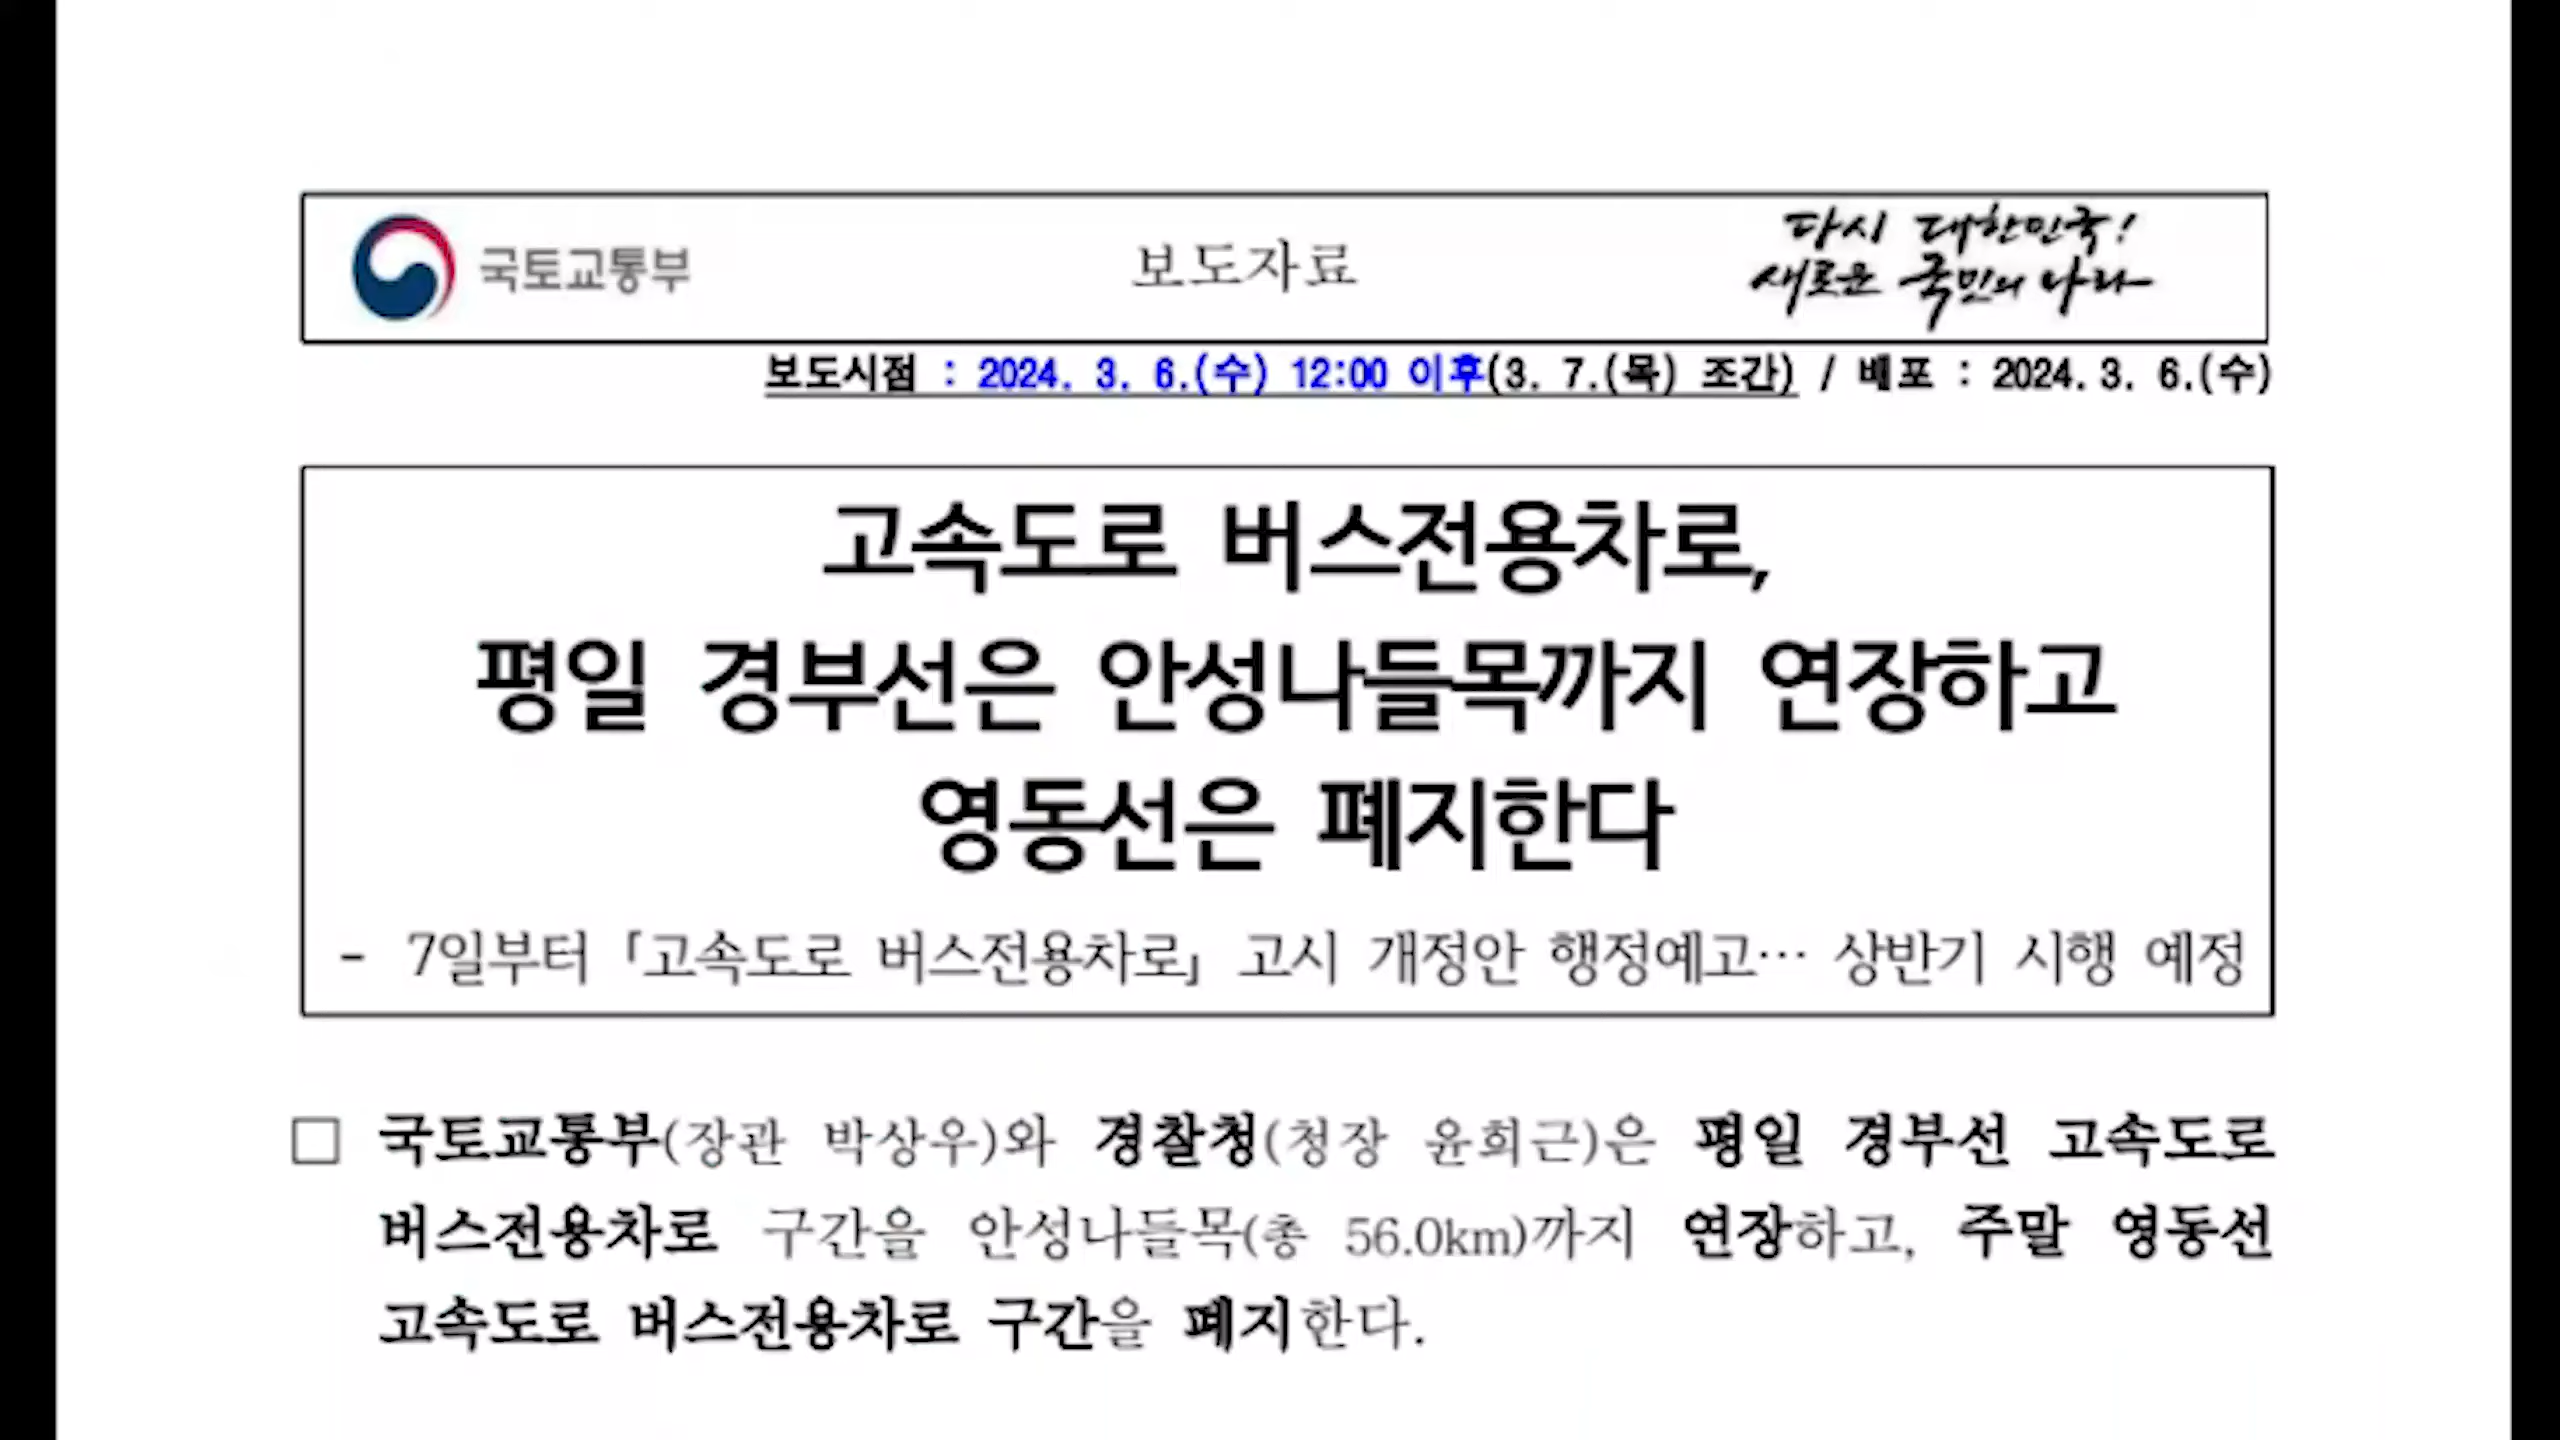 국토교통부
보도자료
다시 대한민국!
새로운 국민의 나라
보도시점 : 2024. 3. 6.(수) 12:00 이후(3. 7.(목) 조간) / 배포 : 2024. 3. 6.(수)
고속도로 버스전용차로,
평일 경부선은 안성나들목까지 연장하고
영동선은 폐지한다
- 7일부터 「고속도로 버스전용차로」 고시 개정안 행정예고… 상반기 시행 예정
□ 국토교통부(장관 박상우)와 경찰청(청장 윤희근)은 평일 경부선 고속도로
버스전용차로 구간을 안성나들목(총 56.0km)까지 연장하고, 주말 영동선
고속도로 버스전용차로 구간을 폐지한다.